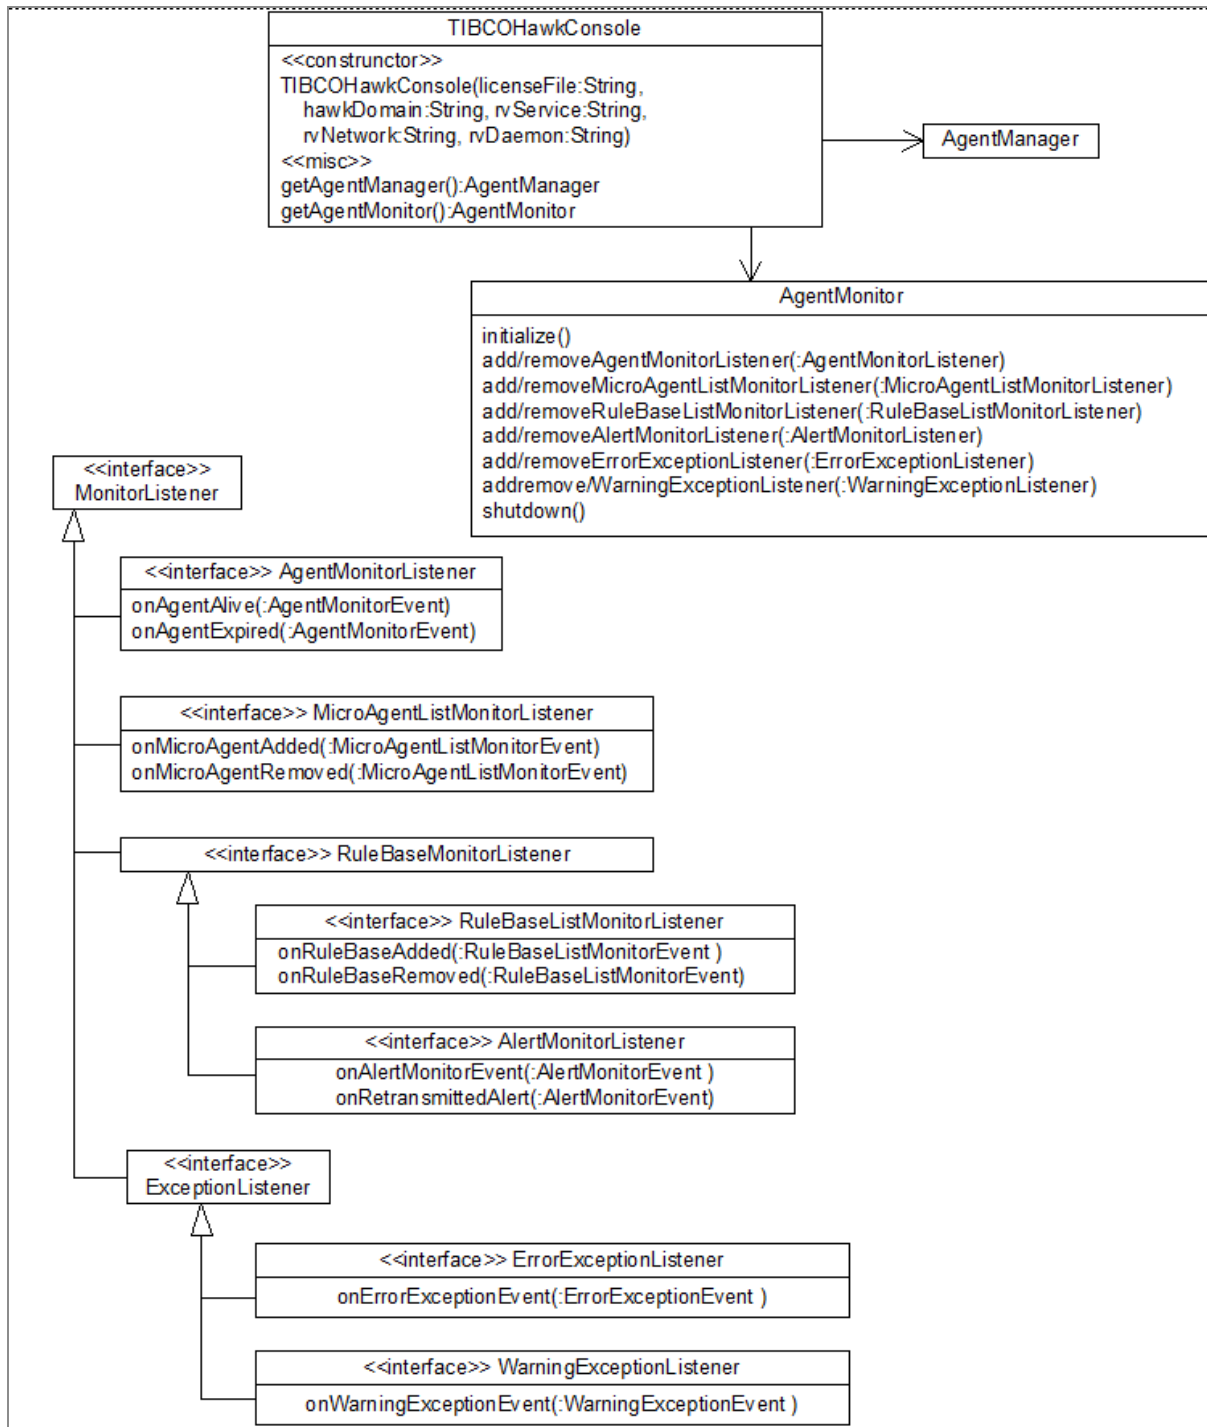 TIBCOHawkConsole
<<construnctor>>
TIBCOHawkConsole(licenseFile:String,
hawkDomain:String, rvService:String,
rvNetwork:String, rvDaemon:String)
<<misc>>
getAgentManager():AgentManager
getAgentMonitor():AgentMonitor
AgentManager
AgentMonitor
initialize()
add/removeAgentMonitorListener(:AgentMonitorListener)
add/removeMicroAgentListMonitorListener(:MicroAgentListMonitorListener)
add/removeRuleBaseListMonitorListener(:RuleBaseListMonitorListener)
add/removeAlertMonitorListener(:AlertMonitorListener)
add/removeErrorExceptionListener(:ErrorExceptionListener)
addremove/WarningExceptionListener(:WarningExceptionListener)
shutdown()
<<interface>>
MonitorListener
<<interface>> AgentMonitorListener
onAgentAlive(:AgentMonitorEvent)
onAgentExpired(:AgentMonitorEvent)
<<interface>> MicroAgentListMonitorListener
onMicroAgentAdded(:MicroAgentListMonitorEvent)
onMicroAgentRemoved(:MicroAgentListMonitorEvent)
<<interface>> RuleBaseMonitorListener
<<interface>> RuleBaseListMonitorListener
onRuleBaseAdded(:RuleBaseListMonitorEvent )
onRuleBaseRemoved(:RuleBaseListMonitorEvent)
<<interface>> AlertMonitorListener
onAlertMonitorEvent(:AlertMonitorEvent )
onRetransmittedAlert(:AlertMonitorEvent)
<<interface>>
ExceptionListener
<<interface>> ErrorExceptionListener
onErrorExceptionEvent(:ErrorExceptionEvent )
<<interface>> WarningExceptionListener
onWarningExceptionEvent(:WarningExceptionEvent )